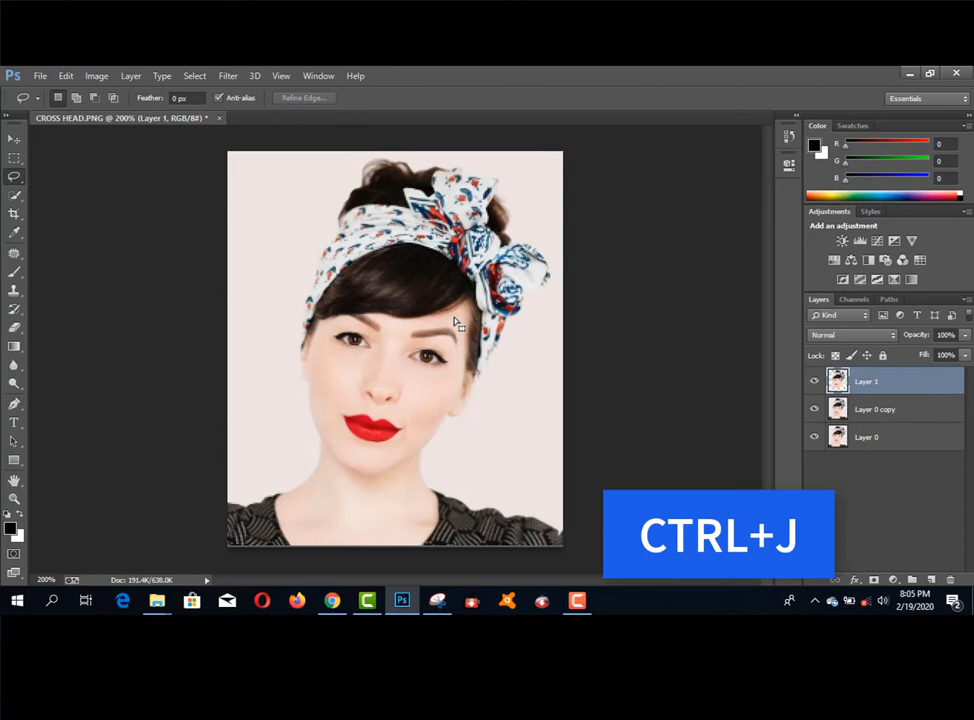 Ps File Edit Image Layer Type Select Filter 3D View Window Help
Feather: 0 px Anti-alias Refine Edge... Essentials
CROSS HEAD.PNG @ 200% (Layer 1, RGB/8#) * ×
Color Swatches
R 0
G 0
B 0
Adjustments Styles
Add an adjustment
Layers Channels Paths
Kind
Normal Opacity: 100%
Lock: Fill: 100%
Layer 1
Layer 0 copy
Layer 0
CTRL+J
200% Doc: 191.4K/638.0K
fx
Ps
8:05 PM
2/19/2020
2